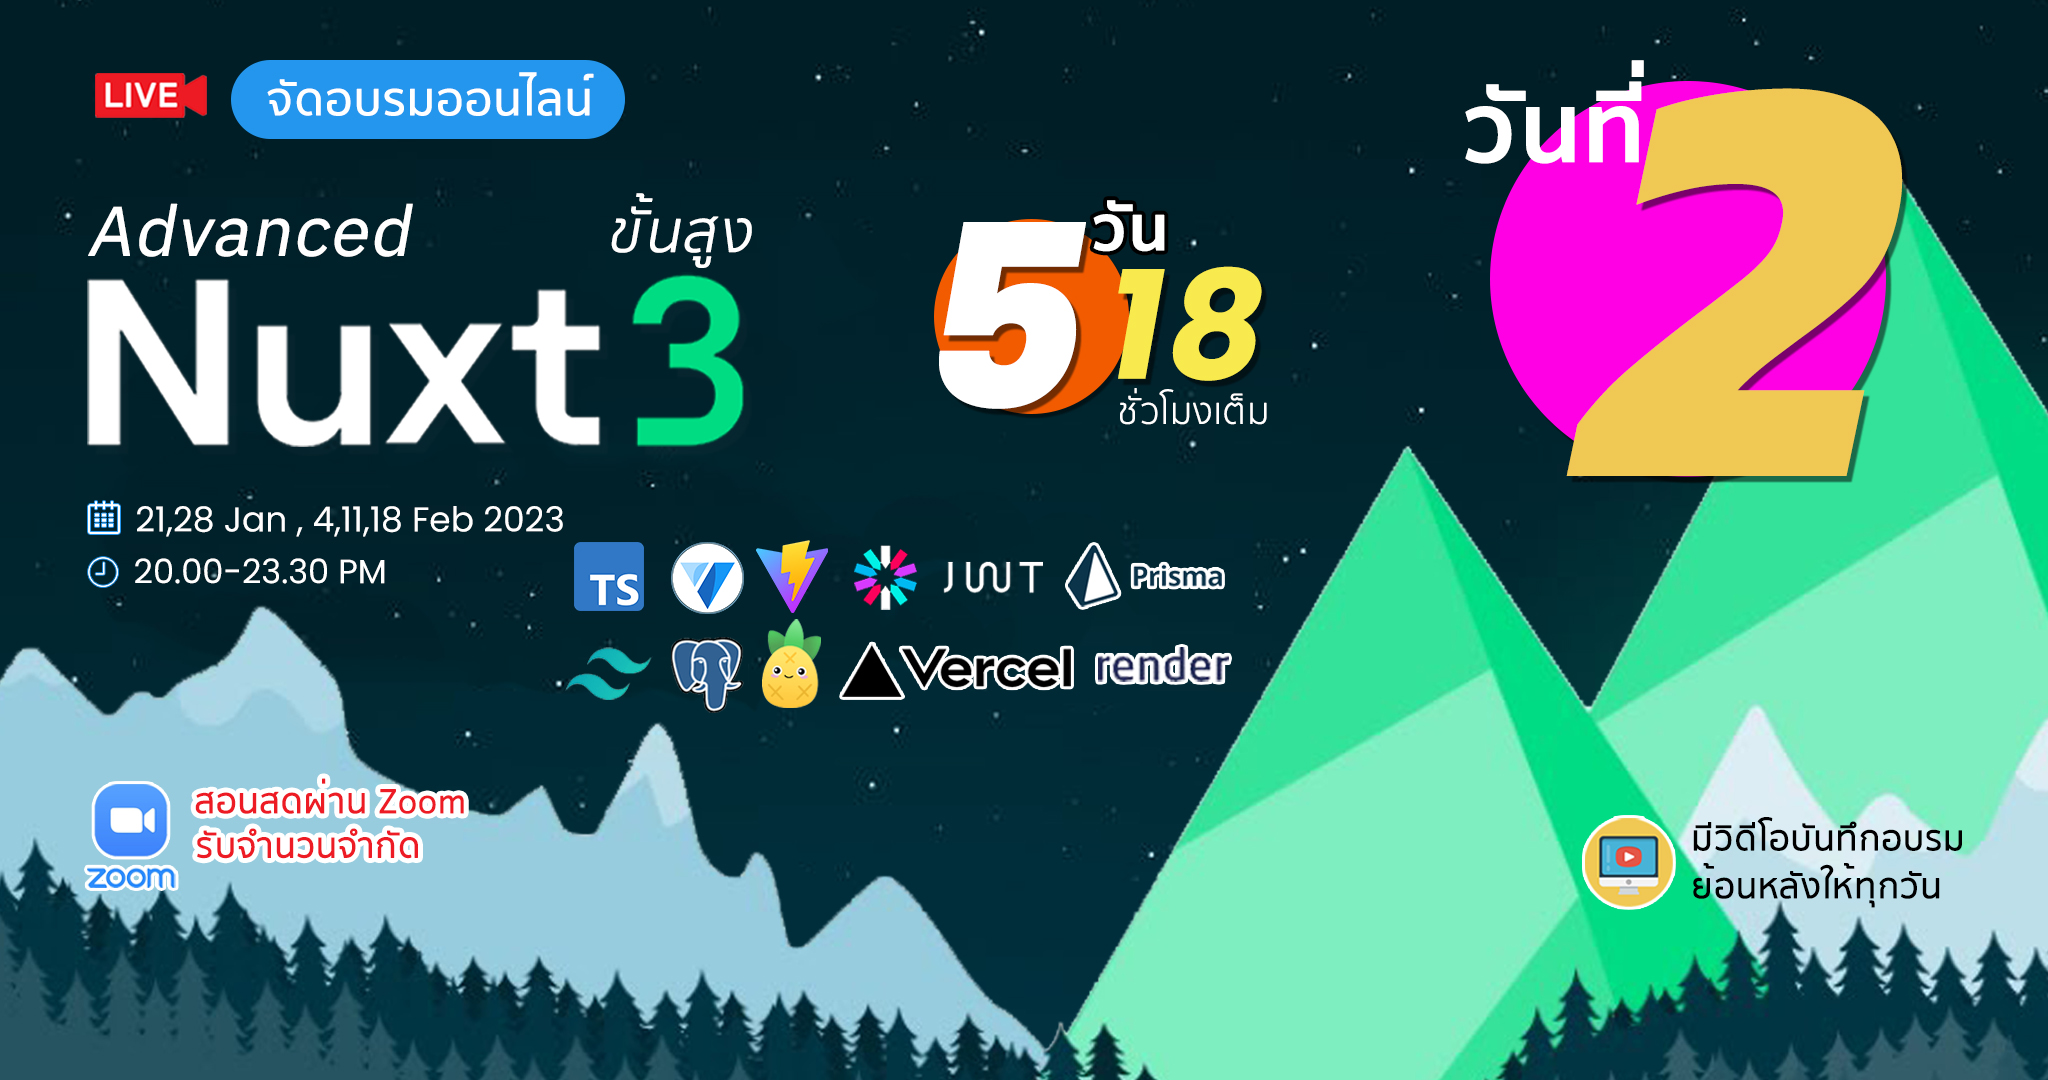 LIVE
จัดอบรมออนไลน์
วันที่
2
Advanced ขั้นสูง
Nuxt 3
5 วัน
18
ชั่วโมงเต็ม
21,28 Jan , 4,11,18 Feb 2023
20.00-23.30 PM
TS
JWT
Prisma
Vercel
render
สอนสดผ่าน Zoom
รับจำนวนจำกัด
zoom
มีวิดีโอบันทึกอบรม
ย้อนหลังให้ทุกวัน